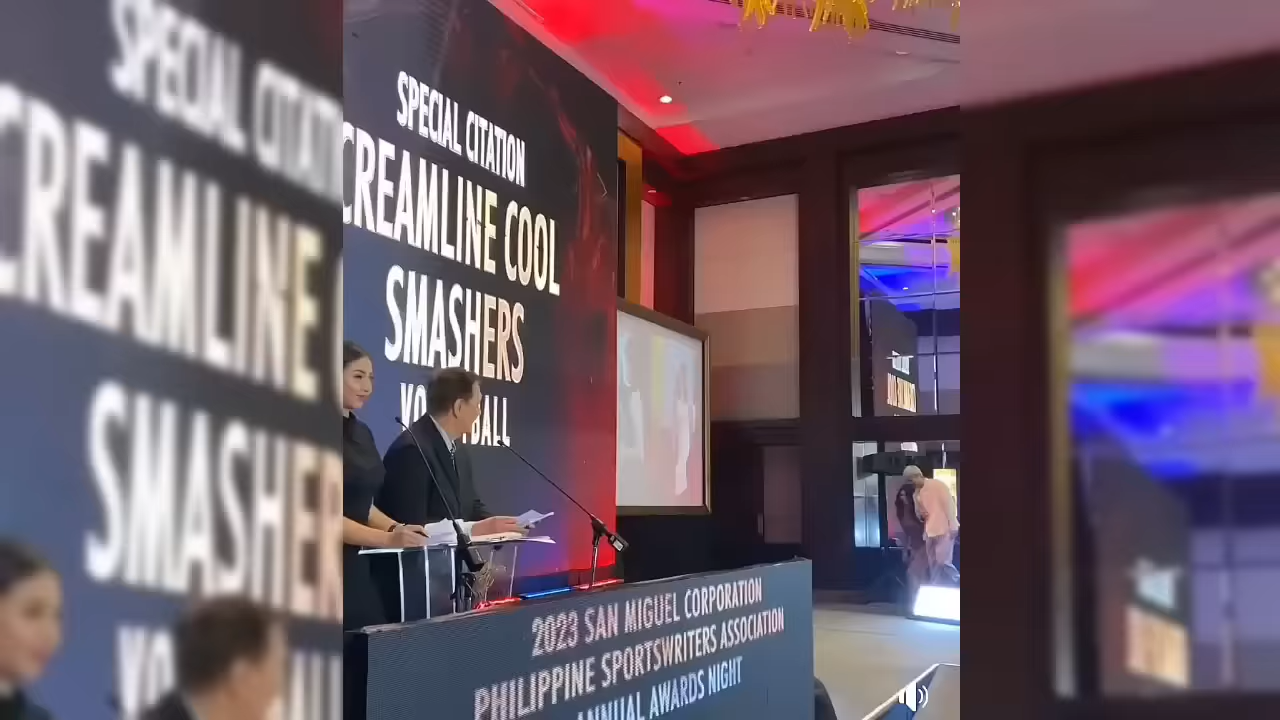 SPECIAL CITATION
CREAMLINE COOL
SMASHERS
2023 SAN MIGUEL CORPORATION
PHILIPPINE SPORTSWRITERS ASSOCIATION
ANNUAL AWARDS NIGHT